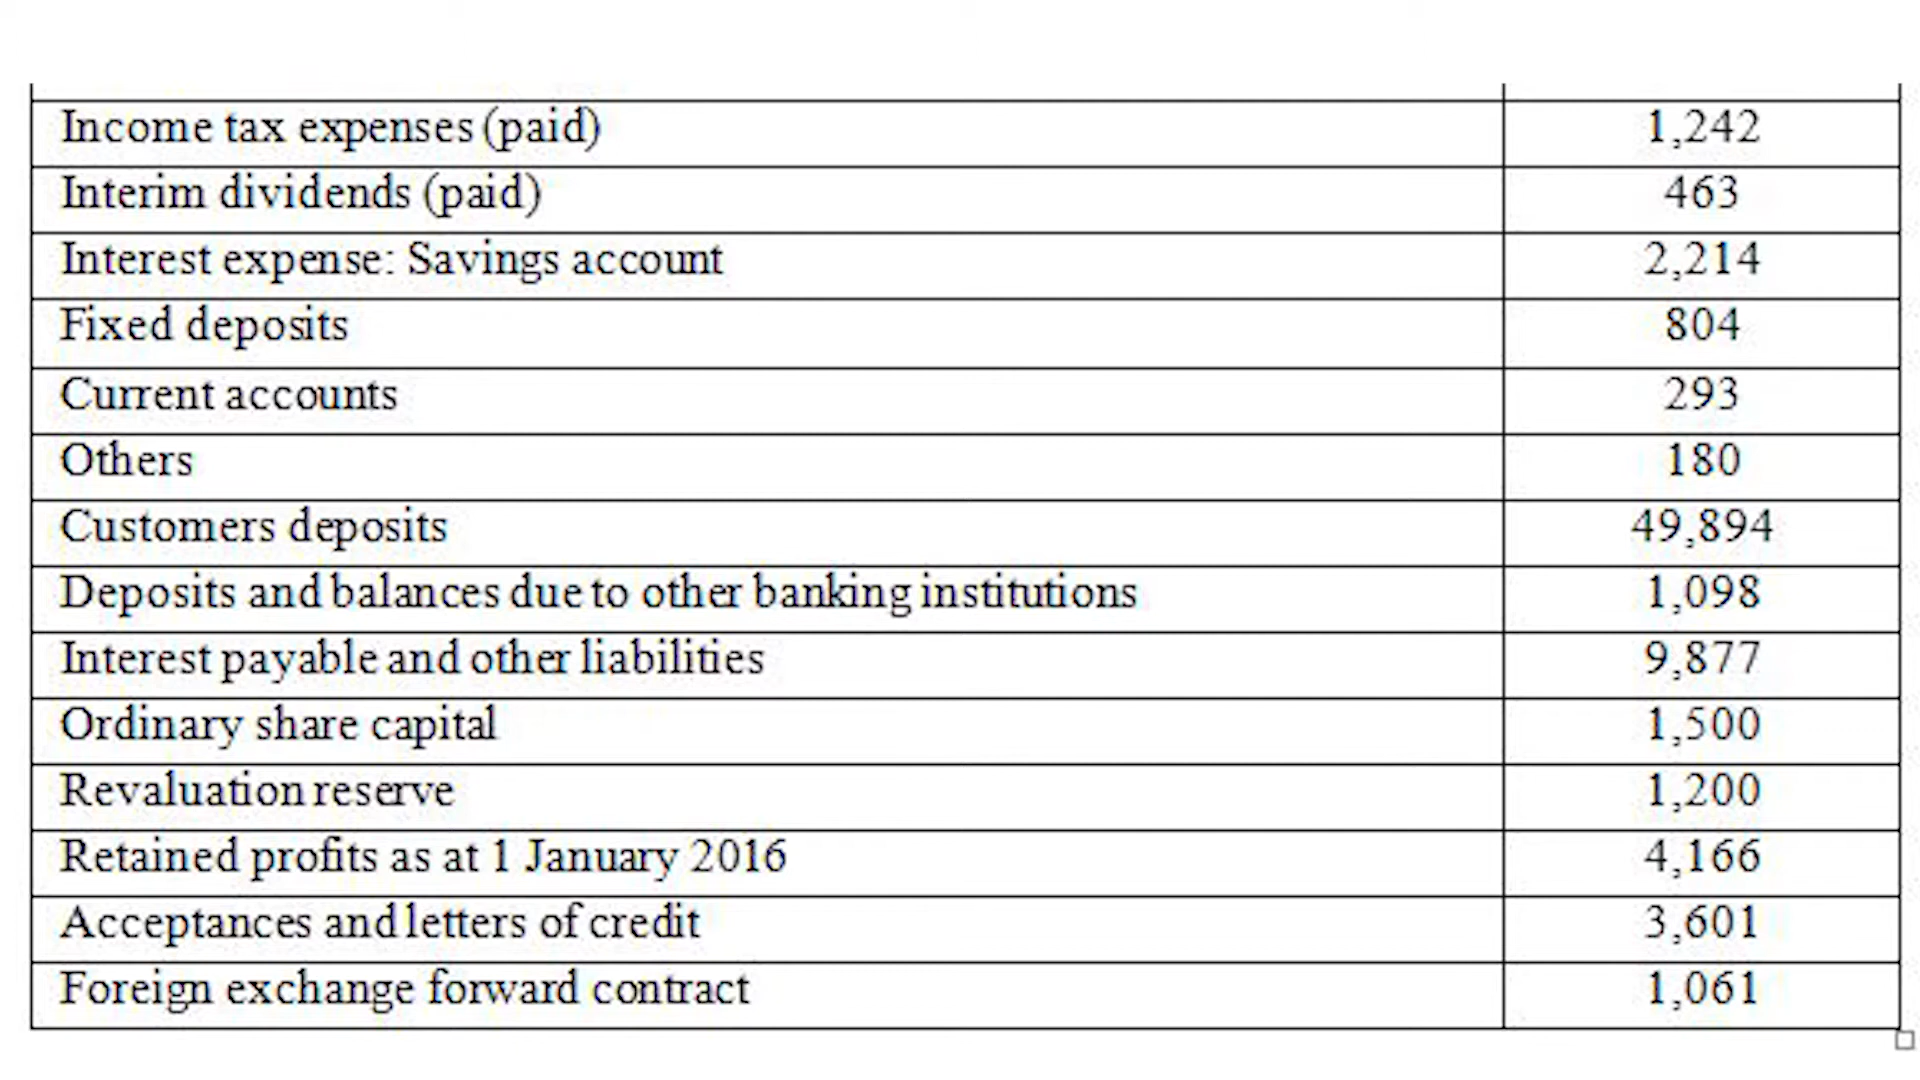 Income tax expenses (paid) 1,242
Interim dividends (paid) 463
Interest expense: Savings account 2,214
Fixed deposits 804
Current accounts 293
Others 180
Customers deposits 49,894
Deposits and balances due to other banking institutions 1,098
Interest payable and other liabilities 9,877
Ordinary share capital 1,500
Revaluation reserve 1,200
Retained profits as at 1 January 2016 4,166
Acceptances and letters of credit 3,601
Foreign exchange forward contract 1,061